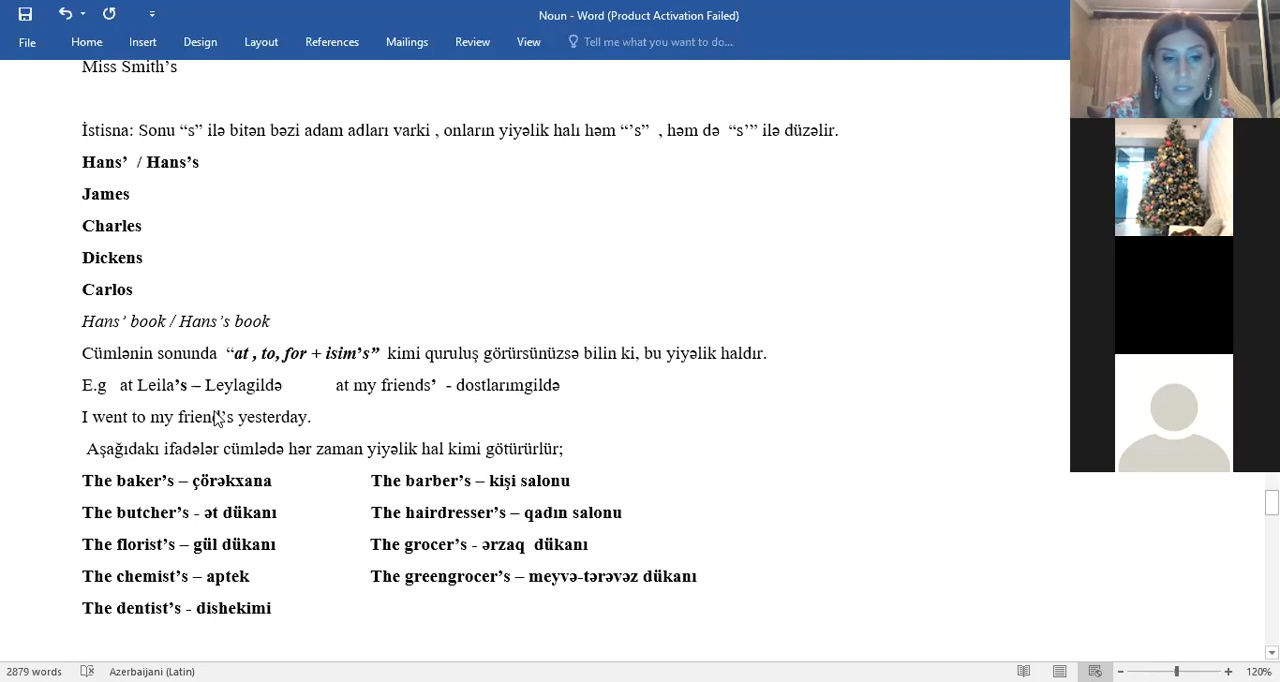 Noun - Word (Product Activation Failed)
File Home Insert Design Layout References Mailings Review View Tell me what you want to do...
Miss Smith’s
İstisna: Sonu “s” ilə bitən bəzi adam adları varki , onların yiyəlik halı həm “’s” , həm də “s’” ilə düzəlir.
Hans’ / Hans’s
James
Charles
Dickens
Carlos
Hans’ book / Hans’s book
Cümlənin sonunda “at , to, for + isim’s” kimi quruluş görürsünüzsə bilin ki, bu yiyəlik haldır.
E.g at Leila’s – Leylagildə at my friends’ - dostlarımgildə
I went to my friend’s yesterday.
Aşağıdakı ifadələr cümlədə hər zaman yiyəlik hal kimi götürürlür;
The baker’s – çörəkxana The barber’s – kişi salonu
The butcher’s - ət dükanı The hairdresser’s – qadın salonu
The florist’s – gül dükanı The grocer’s - ərzaq dükanı
The chemist’s – aptek The greengrocer’s – meyvə-tərəvəz dükanı
The dentist’s - dishekimi
2879 words Azerbaijani (Latin) 120%